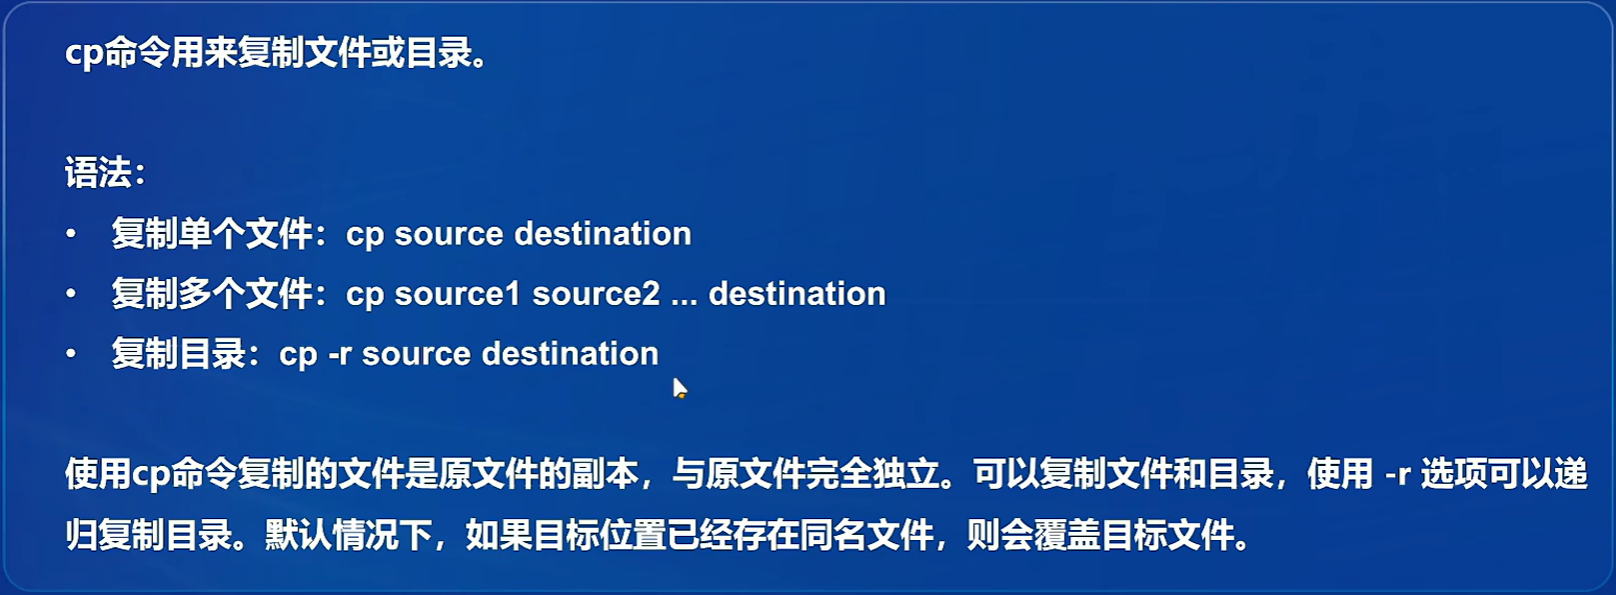 cp命令用来复制文件或目录。
语法：
• 复制单个文件：cp source destination
• 复制多个文件：cp source1 source2 ... destination
• 复制目录：cp -r source destination
使用cp命令复制的文件是原文件的副本，与原文件完全独立。可以复制文件和目录，使用 -r 选项可以递
归复制目录。默认情况下，如果目标位置已经存在同名文件，则会覆盖目标文件。